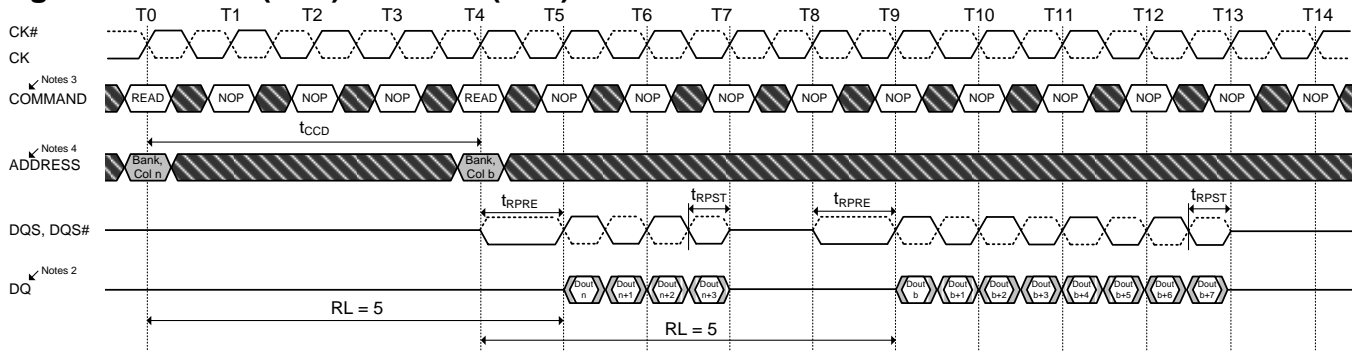 T0 T1 T2 T3 T4 T5 T6 T7 T8 T9 T10 T11 T12 T13 T14
CK#
CK
Notes 3
COMMAND READ NOP NOP NOP READ NOP NOP NOP NOP NOP NOP NOP NOP NOP NOP
tCCD
Notes 4
ADDRESS
Bank, Col n
Bank, Col b
tRPRE tRPST tRPRE tRPST
DQS, DQS#
Notes 2
DQ
Dout n
Dout n+1
Dout n+2
Dout n+3
Dout b
Dout b+1
Dout b+2
Dout b+3
Dout b+4
Dout b+5
Dout b+6
Dout b+7
RL = 5
RL = 5